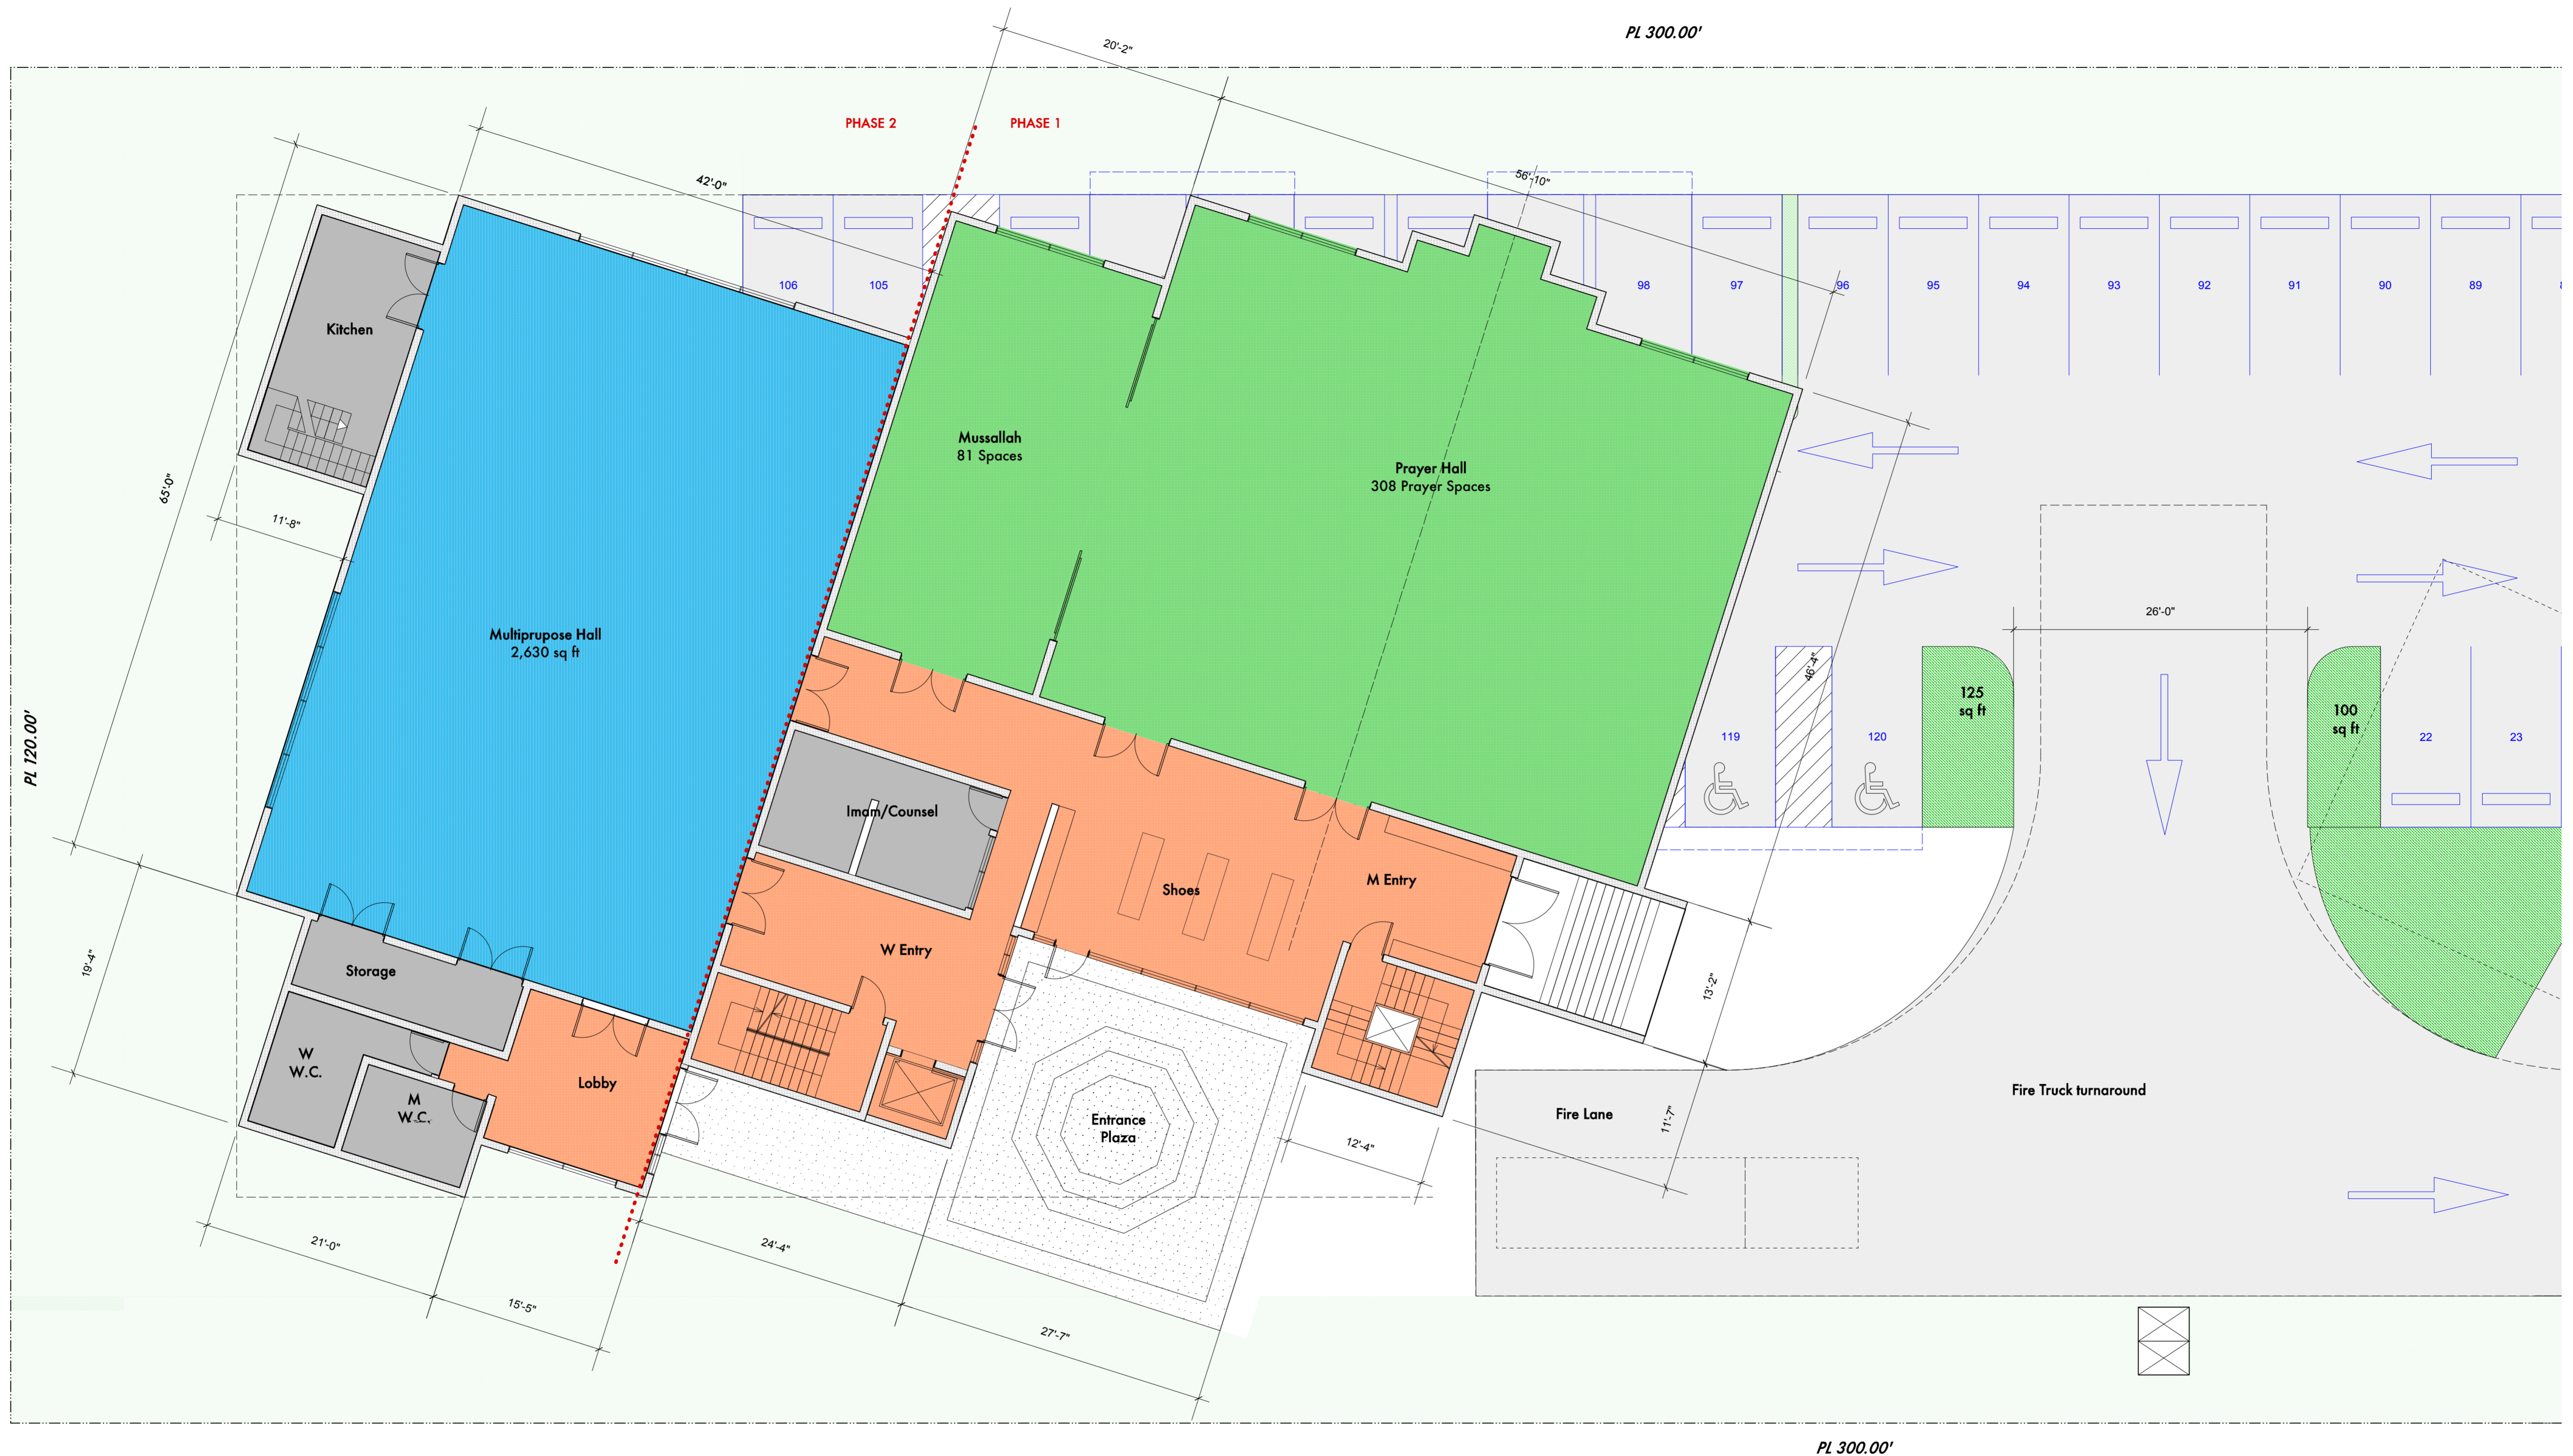 PL 300.00'
20'-2"
PHASE 2
PHASE 1
42'-0"
56'-10"
106
105
98
97
96
95
94
93
92
91
90
89
Kitchen
Mussallah
81 Spaces
Prayer Hall
308 Prayer Spaces
65'-0"
11'-8"
26'-0"
Multiprupose Hall
2,630 sq ft
46'-4"
125
sq ft
100
sq ft
119
120
22
23
PL 120.00'
Imam/Counsel
M Entry
Shoes
W Entry
Storage
19'-4"
13'-2"
W
W.C.
Lobby
M
W.C.
Entrance
Plaza
Fire Lane
Fire Truck turnaround
11'-7"
12'-4"
21'-0"
24'-4"
15'-5"
27'-7"
PL 300.00'